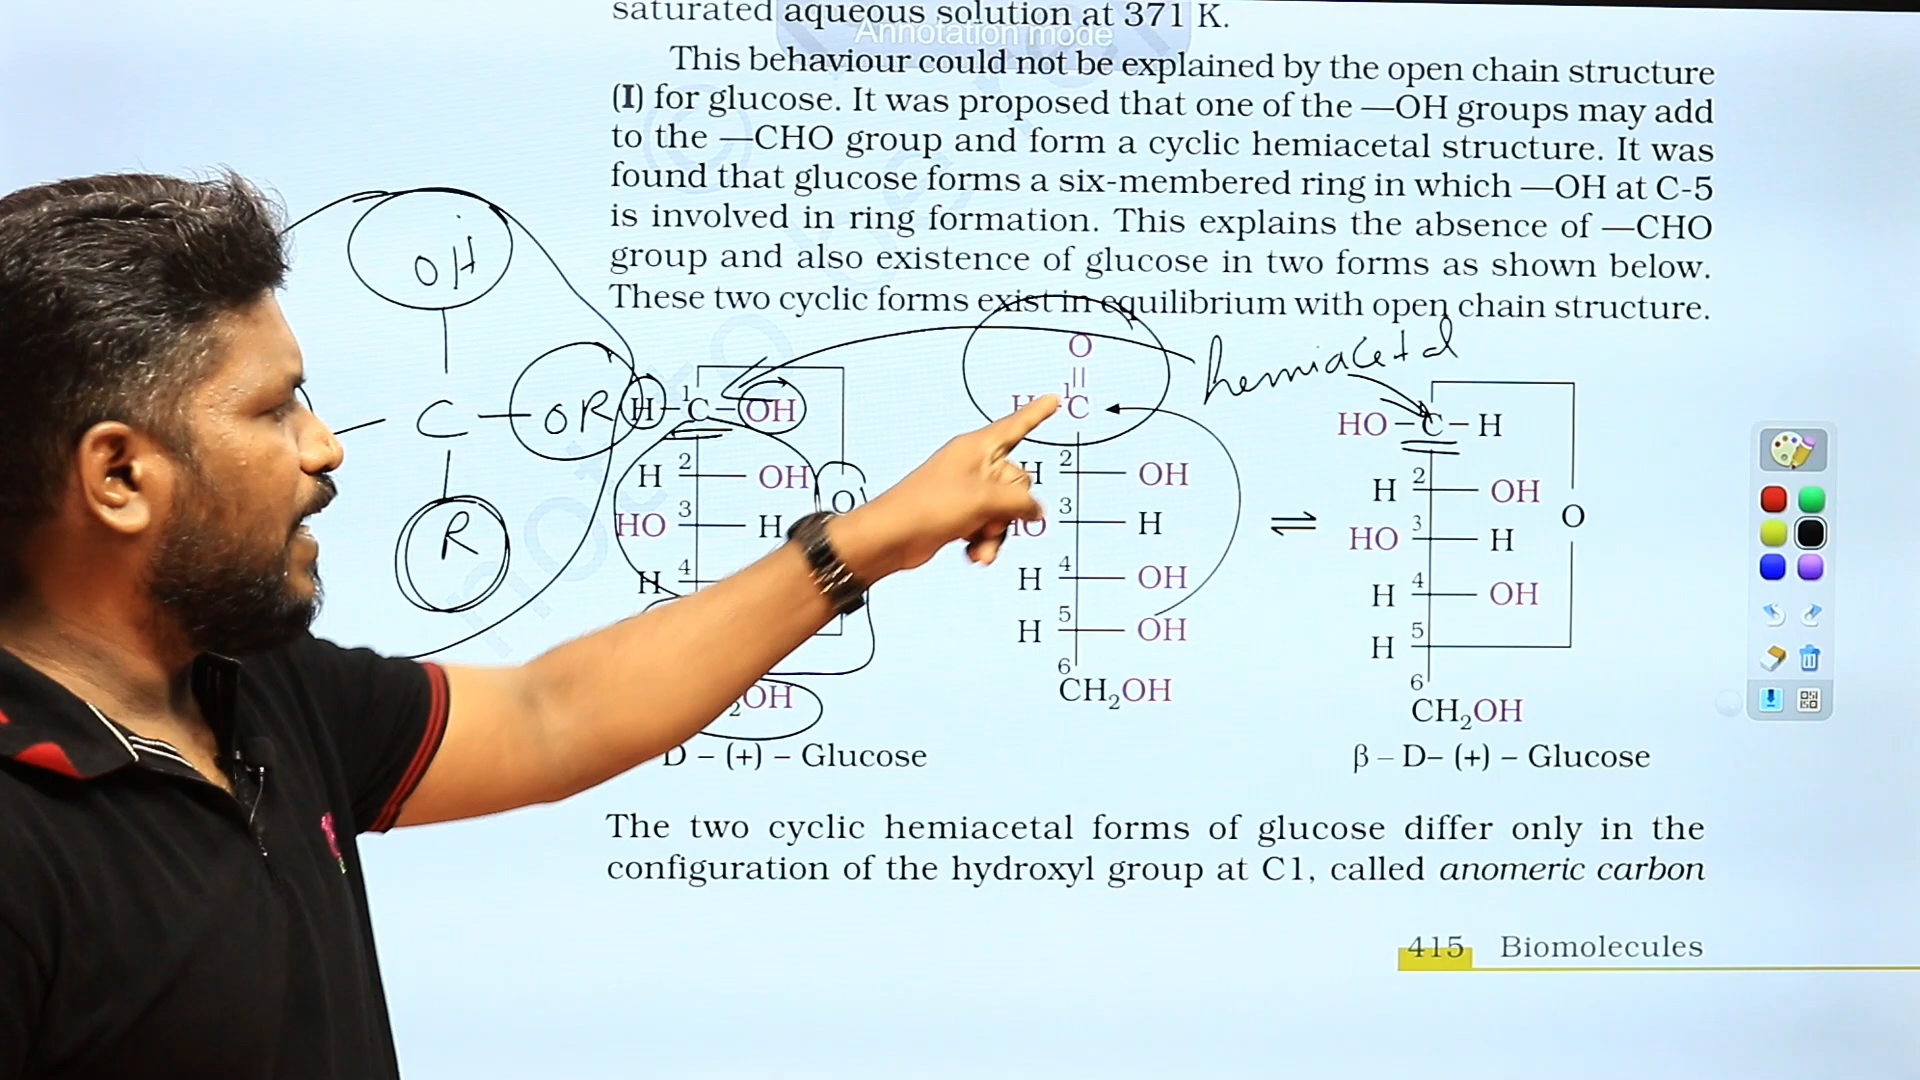 saturated aqueous solution at 371 K.
Annotation mode
This behaviour could not be explained by the open chain structure
(I) for glucose. It was proposed that one of the —OH groups may add
to the —CHO group and form a cyclic hemiacetal structure. It was
found that glucose forms a six-membered ring in which —OH at C-5
is involved in ring formation. This explains the absence of —CHO
group and also existence of glucose in two forms as shown below.
These two cyclic forms exist in equilibrium with open chain structure.
OH
C — OR
R
hemiacetal
H – 1 C – OH
H 2 OH
HO 3 H
H 4
O
2OH
D – (+) – Glucose
O
H 1 C
H 2 OH
HO 3 H
H 4 OH
H 5 OH
6
CH2OH
⇌
HO – C – H
H 2 OH
HO 3 H
H 4 OH
H 5
O
6
CH2OH
β – D– (+) – Glucose
The two cyclic hemiacetal forms of glucose differ only in the
configuration of the hydroxyl group at C1, called anomeric carbon
415 Biomolecules